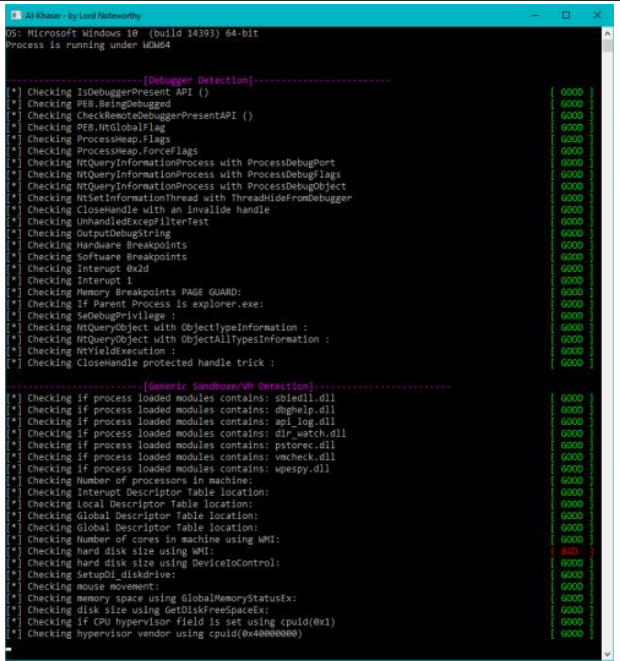 Al-Khaser - by Lord Noteworthy
OS: Microsoft Windows 10 (build 14393) 64-bit
Process is running under WOW64
-------------------------[Debugger Detection]-------------------------
[*] Checking IsDebuggerPresent API () [ GOOD ]
[*] Checking PEB.BeingDebugged [ GOOD ]
[*] Checking CheckRemoteDebuggerPresentAPI () [ GOOD ]
[*] Checking PEB.NtGlobalFlag [ GOOD ]
[*] Checking ProcessHeap.Flags [ GOOD ]
[*] Checking ProcessHeap.ForceFlags [ GOOD ]
[*] Checking NtQueryInformationProcess with ProcessDebugPort [ GOOD ]
[*] Checking NtQueryInformationProcess with ProcessDebugFlags [ GOOD ]
[*] Checking NtQueryInformationProcess with ProcessDebugObject [ GOOD ]
[*] Checking NtSetInformationThread with ThreadHideFromDebugger [ GOOD ]
[*] Checking CloseHandle with an invalide handle [ GOOD ]
[*] Checking UnhandledExcepFilterTest [ GOOD ]
[*] Checking OutputDebugString [ GOOD ]
[*] Checking Hardware Breakpoints [ GOOD ]
[*] Checking Software Breakpoints [ GOOD ]
[*] Checking Interupt 0x2d [ GOOD ]
[*] Checking Interupt 1 [ GOOD ]
[*] Checking Memory Breakpoints PAGE GUARD: [ GOOD ]
[*] Checking If Parent Process is explorer.exe: [ GOOD ]
[*] Checking SeDebugPrivilege : [ GOOD ]
[*] Checking NtQueryObject with ObjectTypeInformation : [ GOOD ]
[*] Checking NtQueryObject with ObjectAllTypesInformation : [ GOOD ]
[*] Checking NtYieldExecution : [ GOOD ]
[*] Checking CloseHandle protected handle trick : [ GOOD ]
-------------------------[Generic Sandboxe/VM Detection]-------------------------
[*] Checking if process loaded modules contains: sbiedll.dll [ GOOD ]
[*] Checking if process loaded modules contains: dbghelp.dll [ GOOD ]
[*] Checking if process loaded modules contains: api_log.dll [ GOOD ]
[*] Checking if process loaded modules contains: dir_watch.dll [ GOOD ]
[*] Checking if process loaded modules contains: pstorec.dll [ GOOD ]
[*] Checking if process loaded modules contains: vmcheck.dll [ GOOD ]
[*] Checking if process loaded modules contains: wpespy.dll [ GOOD ]
[*] Checking Number of processors in machine: [ GOOD ]
[*] Checking Interupt Descriptor Table location: [ GOOD ]
[*] Checking Local Descriptor Table location: [ GOOD ]
[*] Checking Global Descriptor Table location: [ GOOD ]
[*] Checking Global Descriptor Table location: [ GOOD ]
[*] Checking Number of cores in machine using WMI: [ GOOD ]
[*] Checking hard disk size using WMI: [ BAD ]
[*] Checking hard disk size using DeviceIoControl: [ GOOD ]
[*] Checking SetupDi_diskdrive: [ GOOD ]
[*] Checking mouse movement: [ GOOD ]
[*] Checking memory space using GlobalMemoryStatusEx: [ GOOD ]
[*] Checking disk size using GetDiskFreeSpaceEx: [ GOOD ]
[*] Checking if CPU hypervisor field is set using cpuid(0x1) [ GOOD ]
[*] Checking hypervisor vendor using cpuid(0x40000000) [ GOOD ]